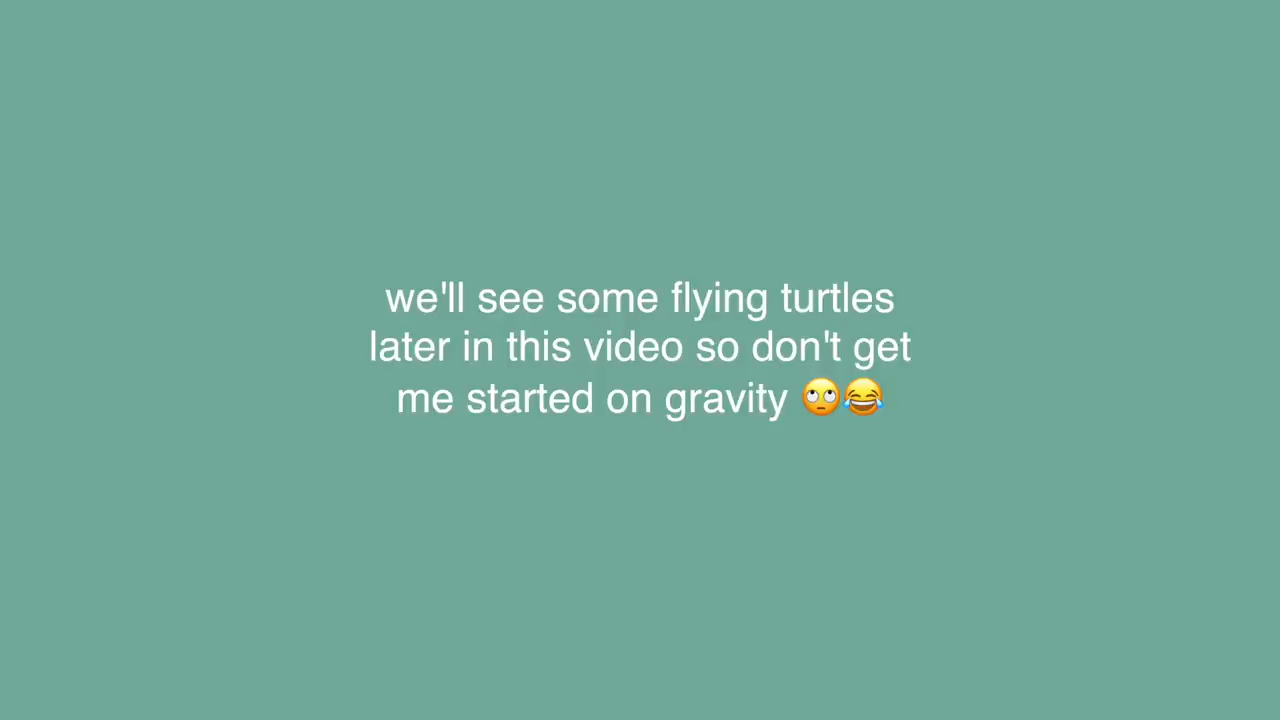 we'll see some flying turtles
later in this video so don't get
me started on gravity 🙄😂